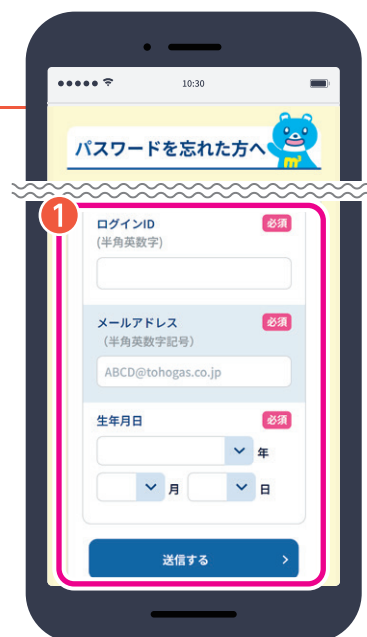 10:30
パスワードを忘れた方へ
1
ログインID 必須
(半角英数字)
メールアドレス 必須
(半角英数字記号)
ABCD@tohogas.co.jp
生年月日 必須
年
月 日
送信する